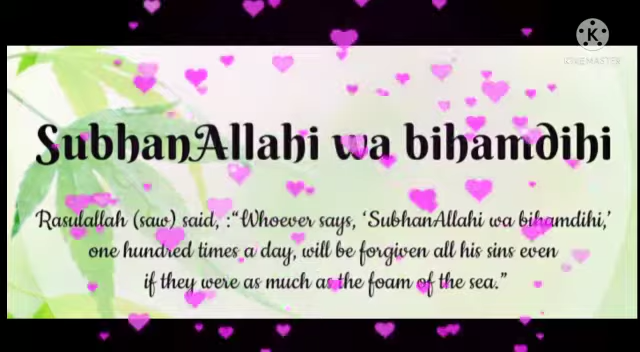 K
KINEMASTER
SubhanAllahi wa bihamdihi
Rasulallah (saw) said, :“Whoever says, ‘SubhanAllahi wa bihamdihi,’
one hundred times a day, will be forgiven all his sins even
if they were as much as the foam of the sea.”